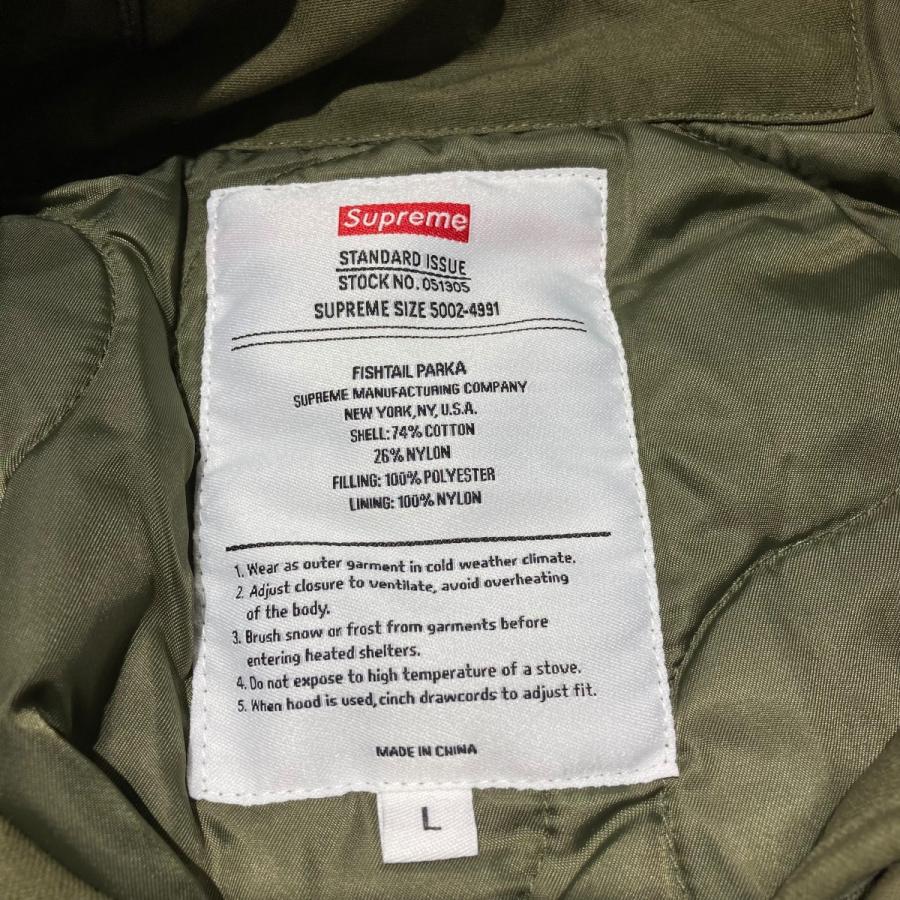 Supreme
STANDARD ISSUE
STOCK NO. 051305
SUPREME SIZE 5002-4991
FISHTAIL PARKA
SUPREME MANUFACTURING COMPANY
NEW YORK, NY, U.S.A.
SHELL: 74% COTTON
26% NYLON
FILLING: 100% POLYESTER
LINING: 100% NYLON
1. Wear as outer garment in cold weather climate.
2. Adjust closure to ventilate, avoid overheating
of the body.
3. Brush snow or frost from garments before
entering heated shelters.
4. Do not expose to high temperature of a stove.
5. When hood is used, cinch drawcords to adjust fit.
MADE IN CHINA
L